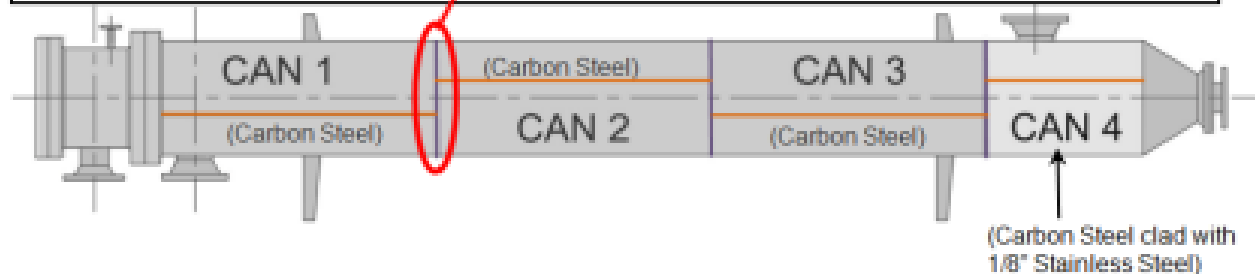 CAN 1
(Carbon Steel)
(Carbon Steel)
CAN 2
CAN 3
(Carbon Steel)
CAN 4
(Carbon Steel clad with
1/8" Stainless Steel)